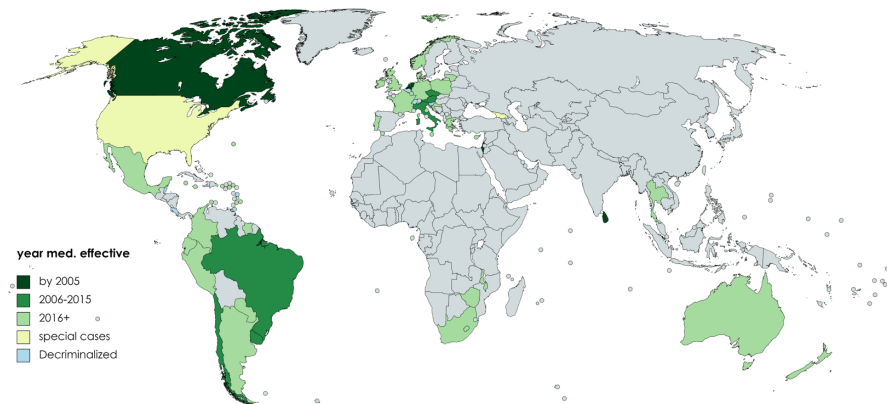 year med. effective
by 2005
2006-2015
2016+
special cases
Decriminalized